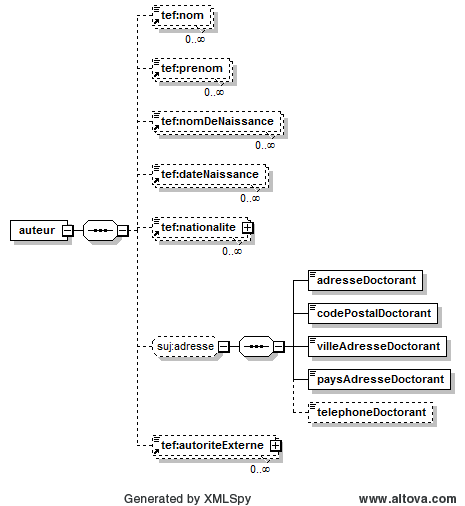 tef:nom
0..∞
tef:prenom
0..∞
tef:nomDeNaissance
0..∞
tef:dateNaissance
0..∞
auteur
tef:nationalite
0..∞
suj:adresse
adresseDoctorant
codePostalDoctorant
villeAdresseDoctorant
paysAdresseDoctorant
telephoneDoctorant
tef:autoriteExterne
0..∞
Generated by XMLSpy
www.altova.com